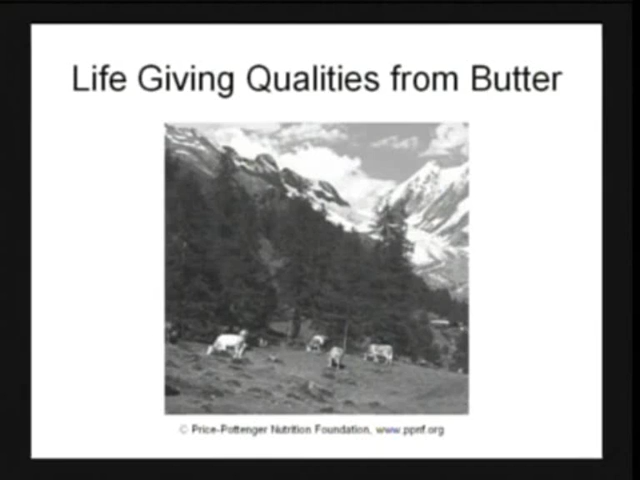 Life Giving Qualities from Butter
© Price-Pottenger Nutrition Foundation, www.ppnf.org